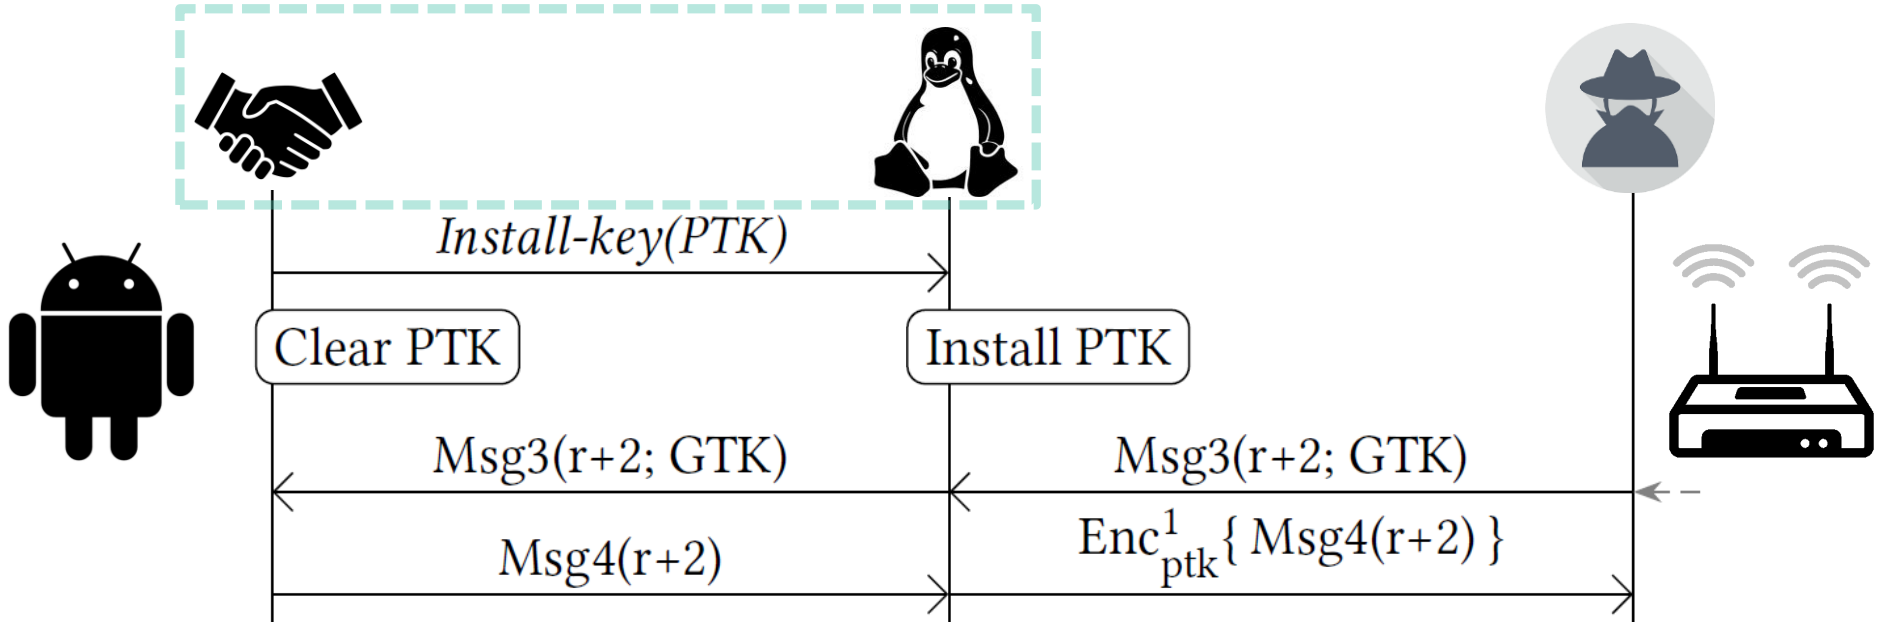 Install-key(PTK)
Clear PTK
Install PTK
Msg3(r+2; GTK)
Msg3(r+2; GTK)
Msg4(r+2)
Enc¹ₚₜₖ{ Msg4(r+2) }